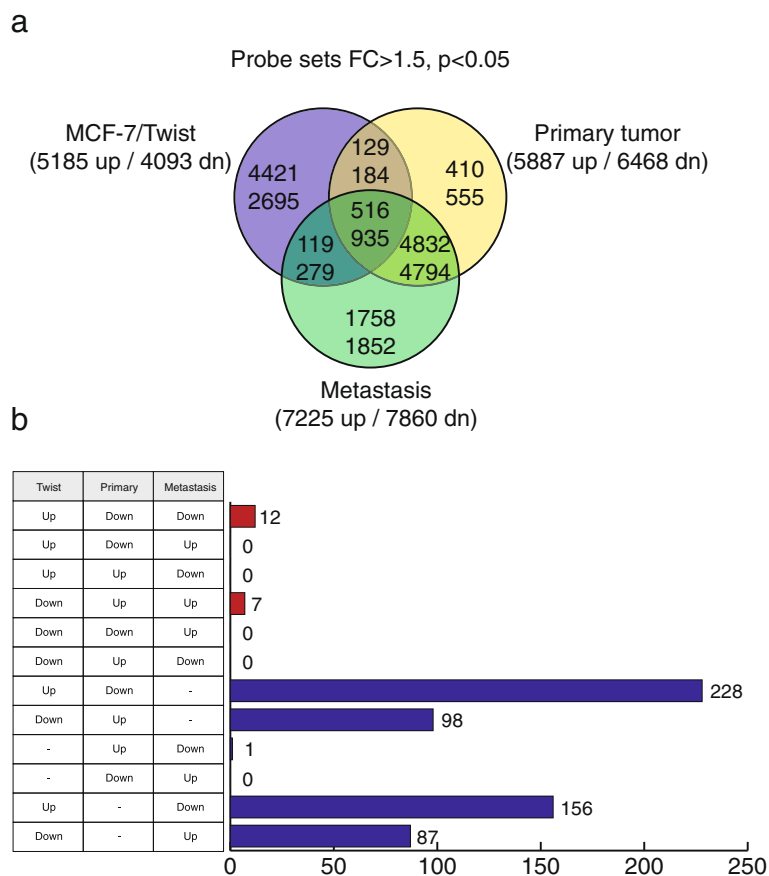 a
Probe sets FC>1.5, p<0.05
MCF-7/Twist
(5185 up / 4093 dn)
Primary tumor
(5887 up / 6468 dn)
4421
2695
129
184
410
555
516
935
119
279
4832
4794
1758
1852
Metastasis
(7225 up / 7860 dn)
b
Twist Primary Metastasis
Up Down Down 12
Up Down Up 0
Up Up Down 0
Down Up Up 7
Down Down Up 0
Down Up Down 0
Up Down - 228
Down Up - 98
- Up Down 1
- Down Up 0
Up - Down 156
Down - Up 87
0 50 100 150 200 250